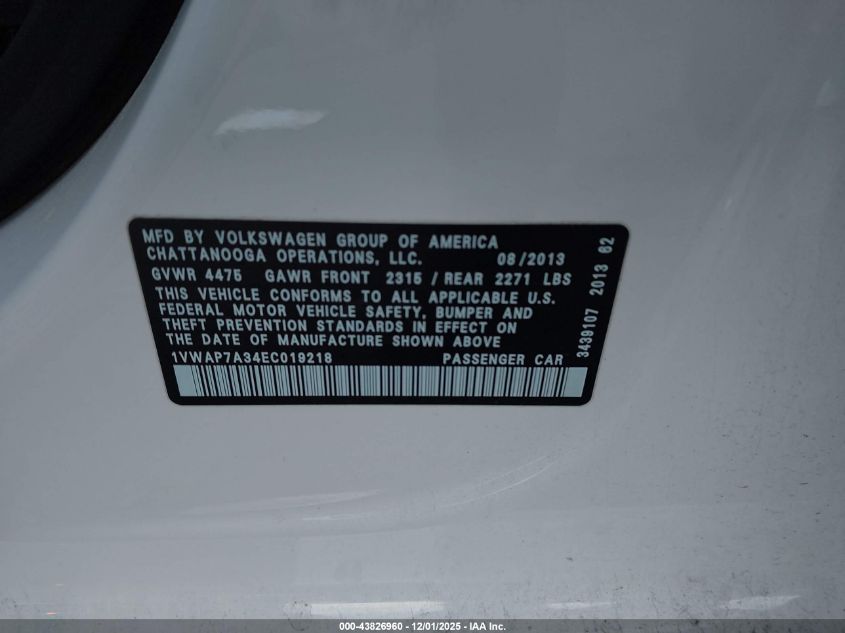 MFD BY VOLKSWAGEN GROUP OF AMERICA
CHATTANOOGA OPERATIONS, LLC. 08/2013
GVWR 4475 GAWR FRONT 2315 / REAR 2271 LBS
THIS VEHICLE CONFORMS TO ALL APPLICABLE U.S.
FEDERAL MOTOR VEHICLE SAFETY, BUMPER AND
THEFT PREVENTION STANDARDS IN EFFECT ON
THE DATE OF MANUFACTURE SHOWN ABOVE
1VWAP7A34EC019218 PASSENGER CAR
3439107 2013 62
000-43826960 - 12/01/2025 - IAA Inc.